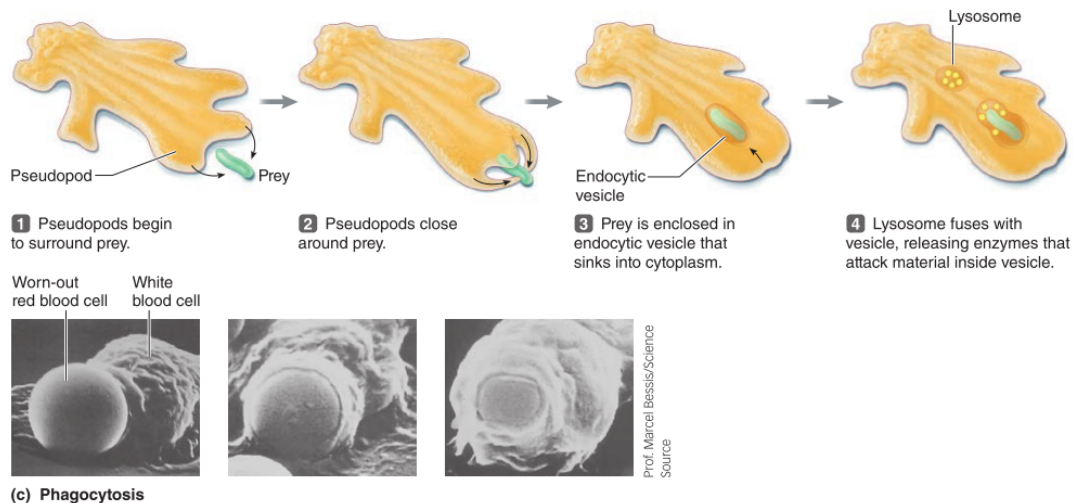 Lysosome
Pseudopod
Prey
Endocytic
vesicle
1 Pseudopods begin
to surround prey.
2 Pseudopods close
around prey.
3 Prey is enclosed in
endocytic vesicle that
sinks into cytoplasm.
4 Lysosome fuses with
vesicle, releasing enzymes that
attack material inside vesicle.
Worn-out
red blood cell
White
blood cell
Prof. Marcel Bessis/Science
Source
(c) Phagocytosis